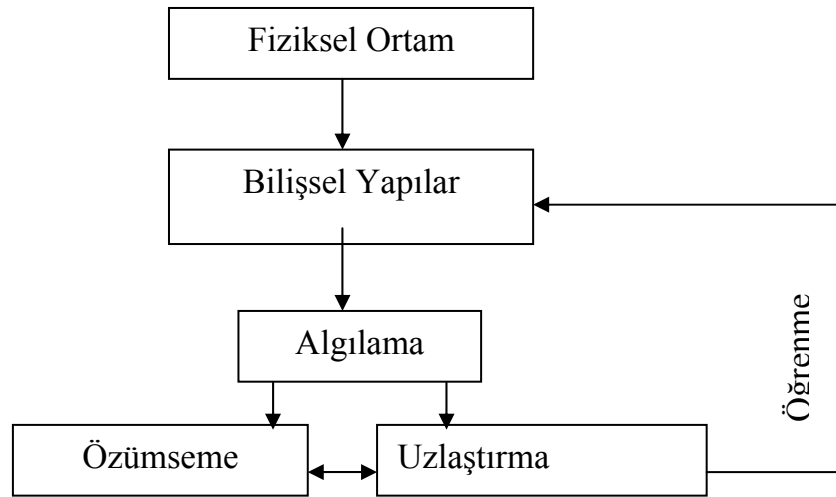 Fiziksel Ortam
Bilişsel Yapılar
Algılama
Öğrenme
Özümseme
Uzlaştırma